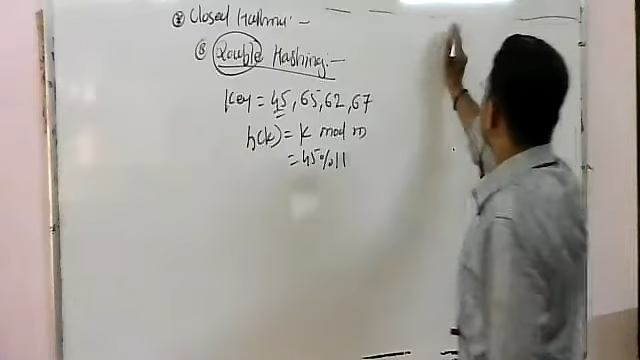 Closed Hashing:-
Double Hashing:-
Key = 45, 65, 62, 67
h(k) = k mod m
= 45%11